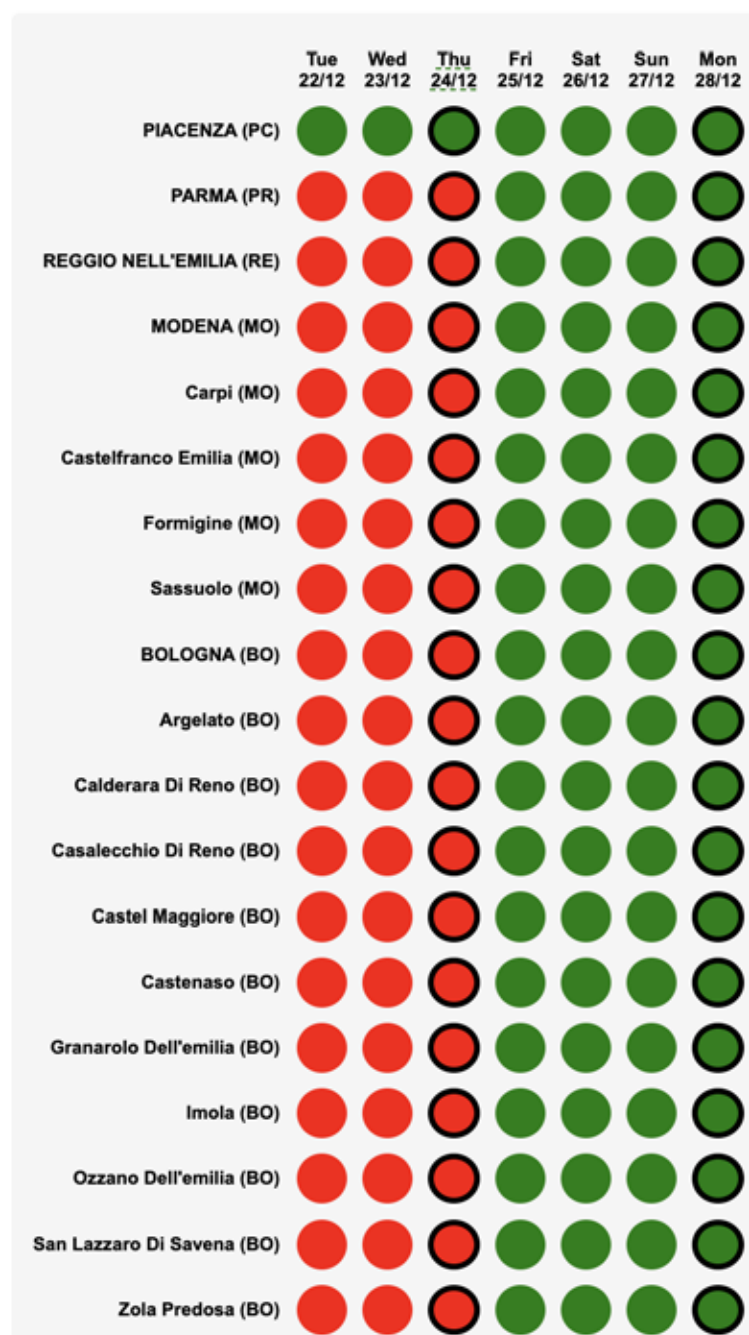 Tue Wed Thu Fri Sat Sun Mon
22/12 23/12 24/12 25/12 26/12 27/12 28/12
PIACENZA (PC)
PARMA (PR)
REGGIO NELL'EMILIA (RE)
MODENA (MO)
Carpi (MO)
Castelfranco Emilia (MO)
Formigine (MO)
Sassuolo (MO)
BOLOGNA (BO)
Argelato (BO)
Calderara Di Reno (BO)
Casalecchio Di Reno (BO)
Castel Maggiore (BO)
Castenaso (BO)
Granarolo Dell'emilia (BO)
Imola (BO)
Ozzano Dell'emilia (BO)
San Lazzaro Di Savena (BO)
Zola Predosa (BO)